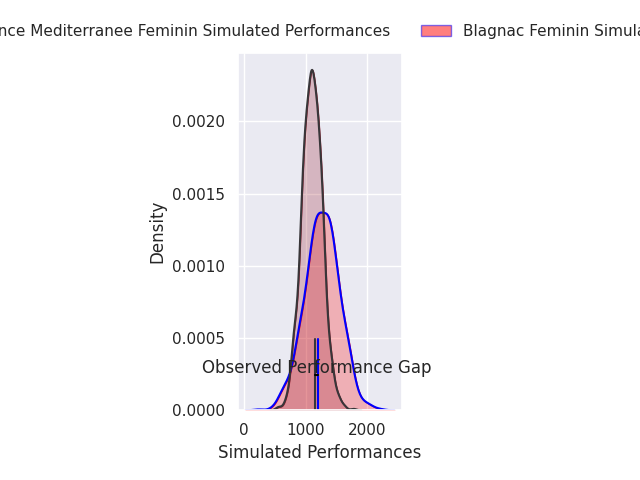 nce Mediterranee Feminin Simulated Performances Blagnac Feminin Simula
0.0020
0.0015
0.0010
0.0005
0.0000
Density
Observed Performance Gap
0 1000 2000
Simulated Performances